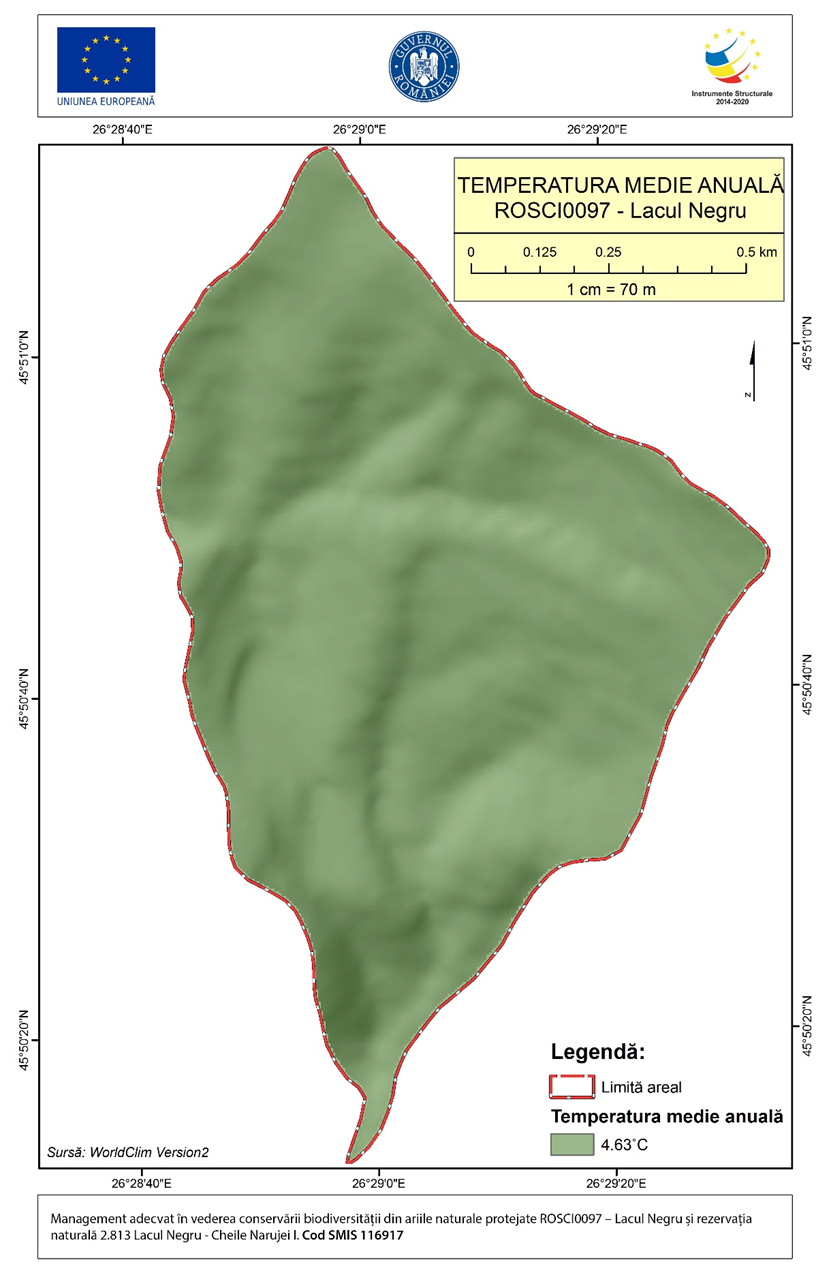 UNIUNEA EUROPEANĂ
GUVERNUL ROMÂNIEI
Instrumente Structurale
2014-2020
26°28'40"E 26°29'0"E 26°29'20"E
TEMPERATURA MEDIE ANUALĂ
ROSCI0097 - Lacul Negru
0 0.125 0.25 0.5 km
1 cm = 70 m
45°51'0"N 45°51'0"N
N
45°50'40"N 45°50'40"N
45°50'20"N 45°50'20"N
Legendă:
Limită areal
Temperatura medie anuală
4.63°C
Sursă: WorldClim Version2
26°28'40"E 26°29'0"E 26°29'20"E
Management adecvat în vederea conservării biodiversității din ariile naturale protejate ROSCI0097 – Lacul Negru și rezervația
naturală 2.813 Lacul Negru - Cheile Narujei I. Cod SMIS 116917